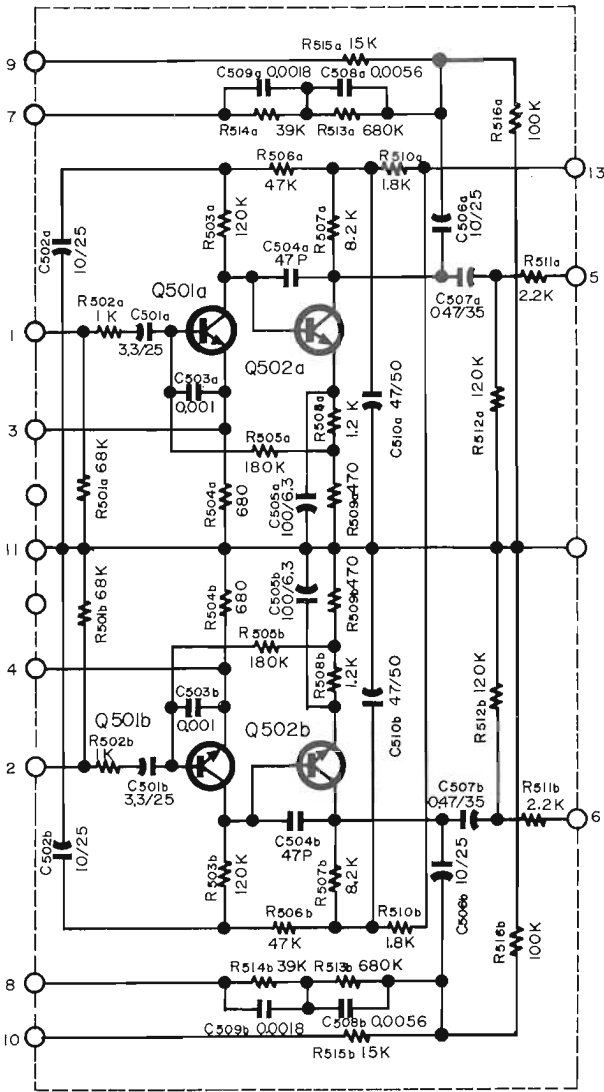 R515a 15K
9
C509a 0.0018 C508a 0.0056
7
R514a 39K R513a 680K
R516a 100K
R506a 47K
R510a 1.8K
13
R503a 120K
R507a 8.2K
C502a 10/25
C504a 47P
C506a 10/25
R511a 2.2K
5
Q501a
R502a 1K
C501a 3.3/25
1
Q502a
C507a 047/35
C503a 0.001
R508a 1.2K
C510a 47/50
R512a 120K
3
R505a 180K
R501a 68K
R504a 680
C505a 100/6.3
R509a 470
11
R501b 68K
R504b 680
C505b 100/6.3
R509b 470
R505b 180K
R508b 1.2K
4
C503b 0.001
C510b 47/50
R512b 120K
Q501b
Q502b
R502b 1K
2
C501b 3.3/25
C507b 047/35
R511b 2.2K
6
C502b 10/25
C504b 47P
R503b 120K
R507b 8.2K
C506b 10/25
R506b 47K
R510b 1.8K
R516b 100K
8
R514b 39K R513b 680K
C509b 0.0018 C508b 0.0056
10
R515b 15K